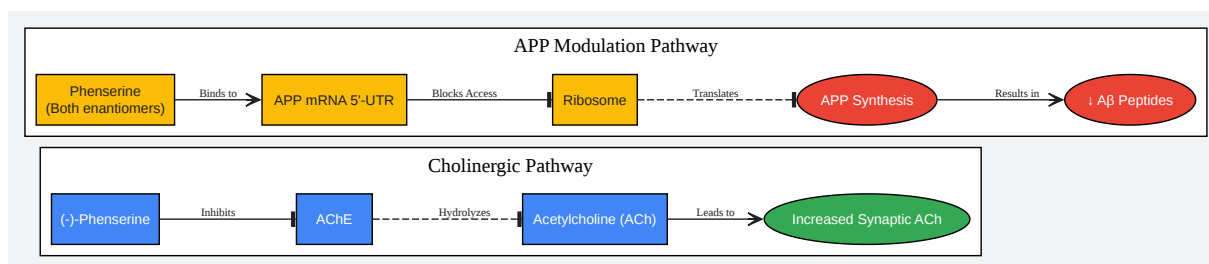 APP Modulation Pathway
Phenserine
(Both enantiomers)
Binds to
APP mRNA 5'-UTR
Blocks Access
Ribosome
Translates
APP Synthesis
Results in
↓ Aβ Peptides
Cholinergic Pathway
(-)-Phenserine
Inhibits
AChE
Hydrolyzes
Acetylcholine (ACh)
Leads to
Increased Synaptic ACh